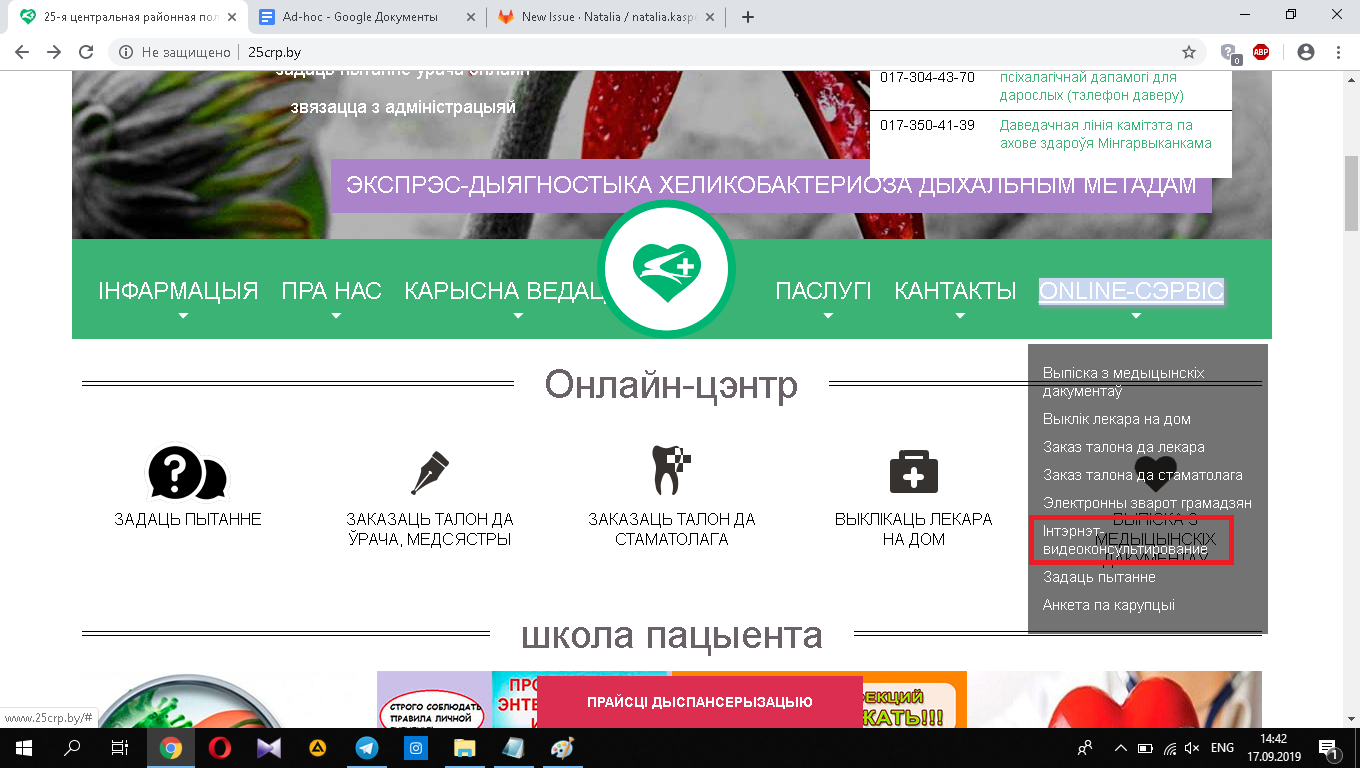 25-я центральная районная пол
Ad-hoc - Google Документы
New Issue · Natalia / natalia.kasp
Не защищено
25crp.by
0
ABP
задаць пытанне ўрача онлайн
звязацца з адміністрацыяй
017-304-43-70
псіхалагічнай дапамогі для
дарослых (тэлефон даверу)
017-350-41-39
Даведачная лінія камітэта па
ахове здароўя Мінгарвыканкама
ЭКСПРЭС-ДЫЯГНОСТЫКА ХЕЛИКОБАКТЕРИОЗА ДЫХАЛЬНЫМ МЕТАДАМ
ІНФАРМАЦЫЯ
ПРА НАС
КАРЫСНА ВЕДАЦ
ПАСЛУГІ
КАНТАКТЫ
ONLINE-СЭРВІС
Онлайн-цэнтр
Выпіска з медыцынскіх
дакументаў
Выклік лекара на дом
Заказ талона да лекара
Заказ талона да стаматолага
Электронны зварот грамадзян
Інтэрнэт-
видеоконсультирование
Задаць пытанне
Анкета па карупцыі
ЗАДАЦЬ ПЫТАННЕ
ЗАКАЗАЦЬ ТАЛОН ДА
ЎРАЧА, МЕДСЯСТРЫ
ЗАКАЗАЦЬ ТАЛОН ДА
СТАМАТОЛАГА
ВЫКЛІКАЦЬ ЛЕКАРА
НА ДОМ
ВЫПІСКА З
МЕДЫЦЫНСКІХ
ДАКУМЕНТАЎ
школа пацыента
СТРОГО СОБЛЮДАТЬ
ПРАВИЛА ЛИЧНОЙ
ПРО
ЭНТЕ
И
ПРАЙСЦІ ДЫСПАНСЕРЫЗАЦЫЮ
ЕКЦИЙ
КАТЬ!!!
www.25crp.by/#
ENG
14:42
17.09.2019
1